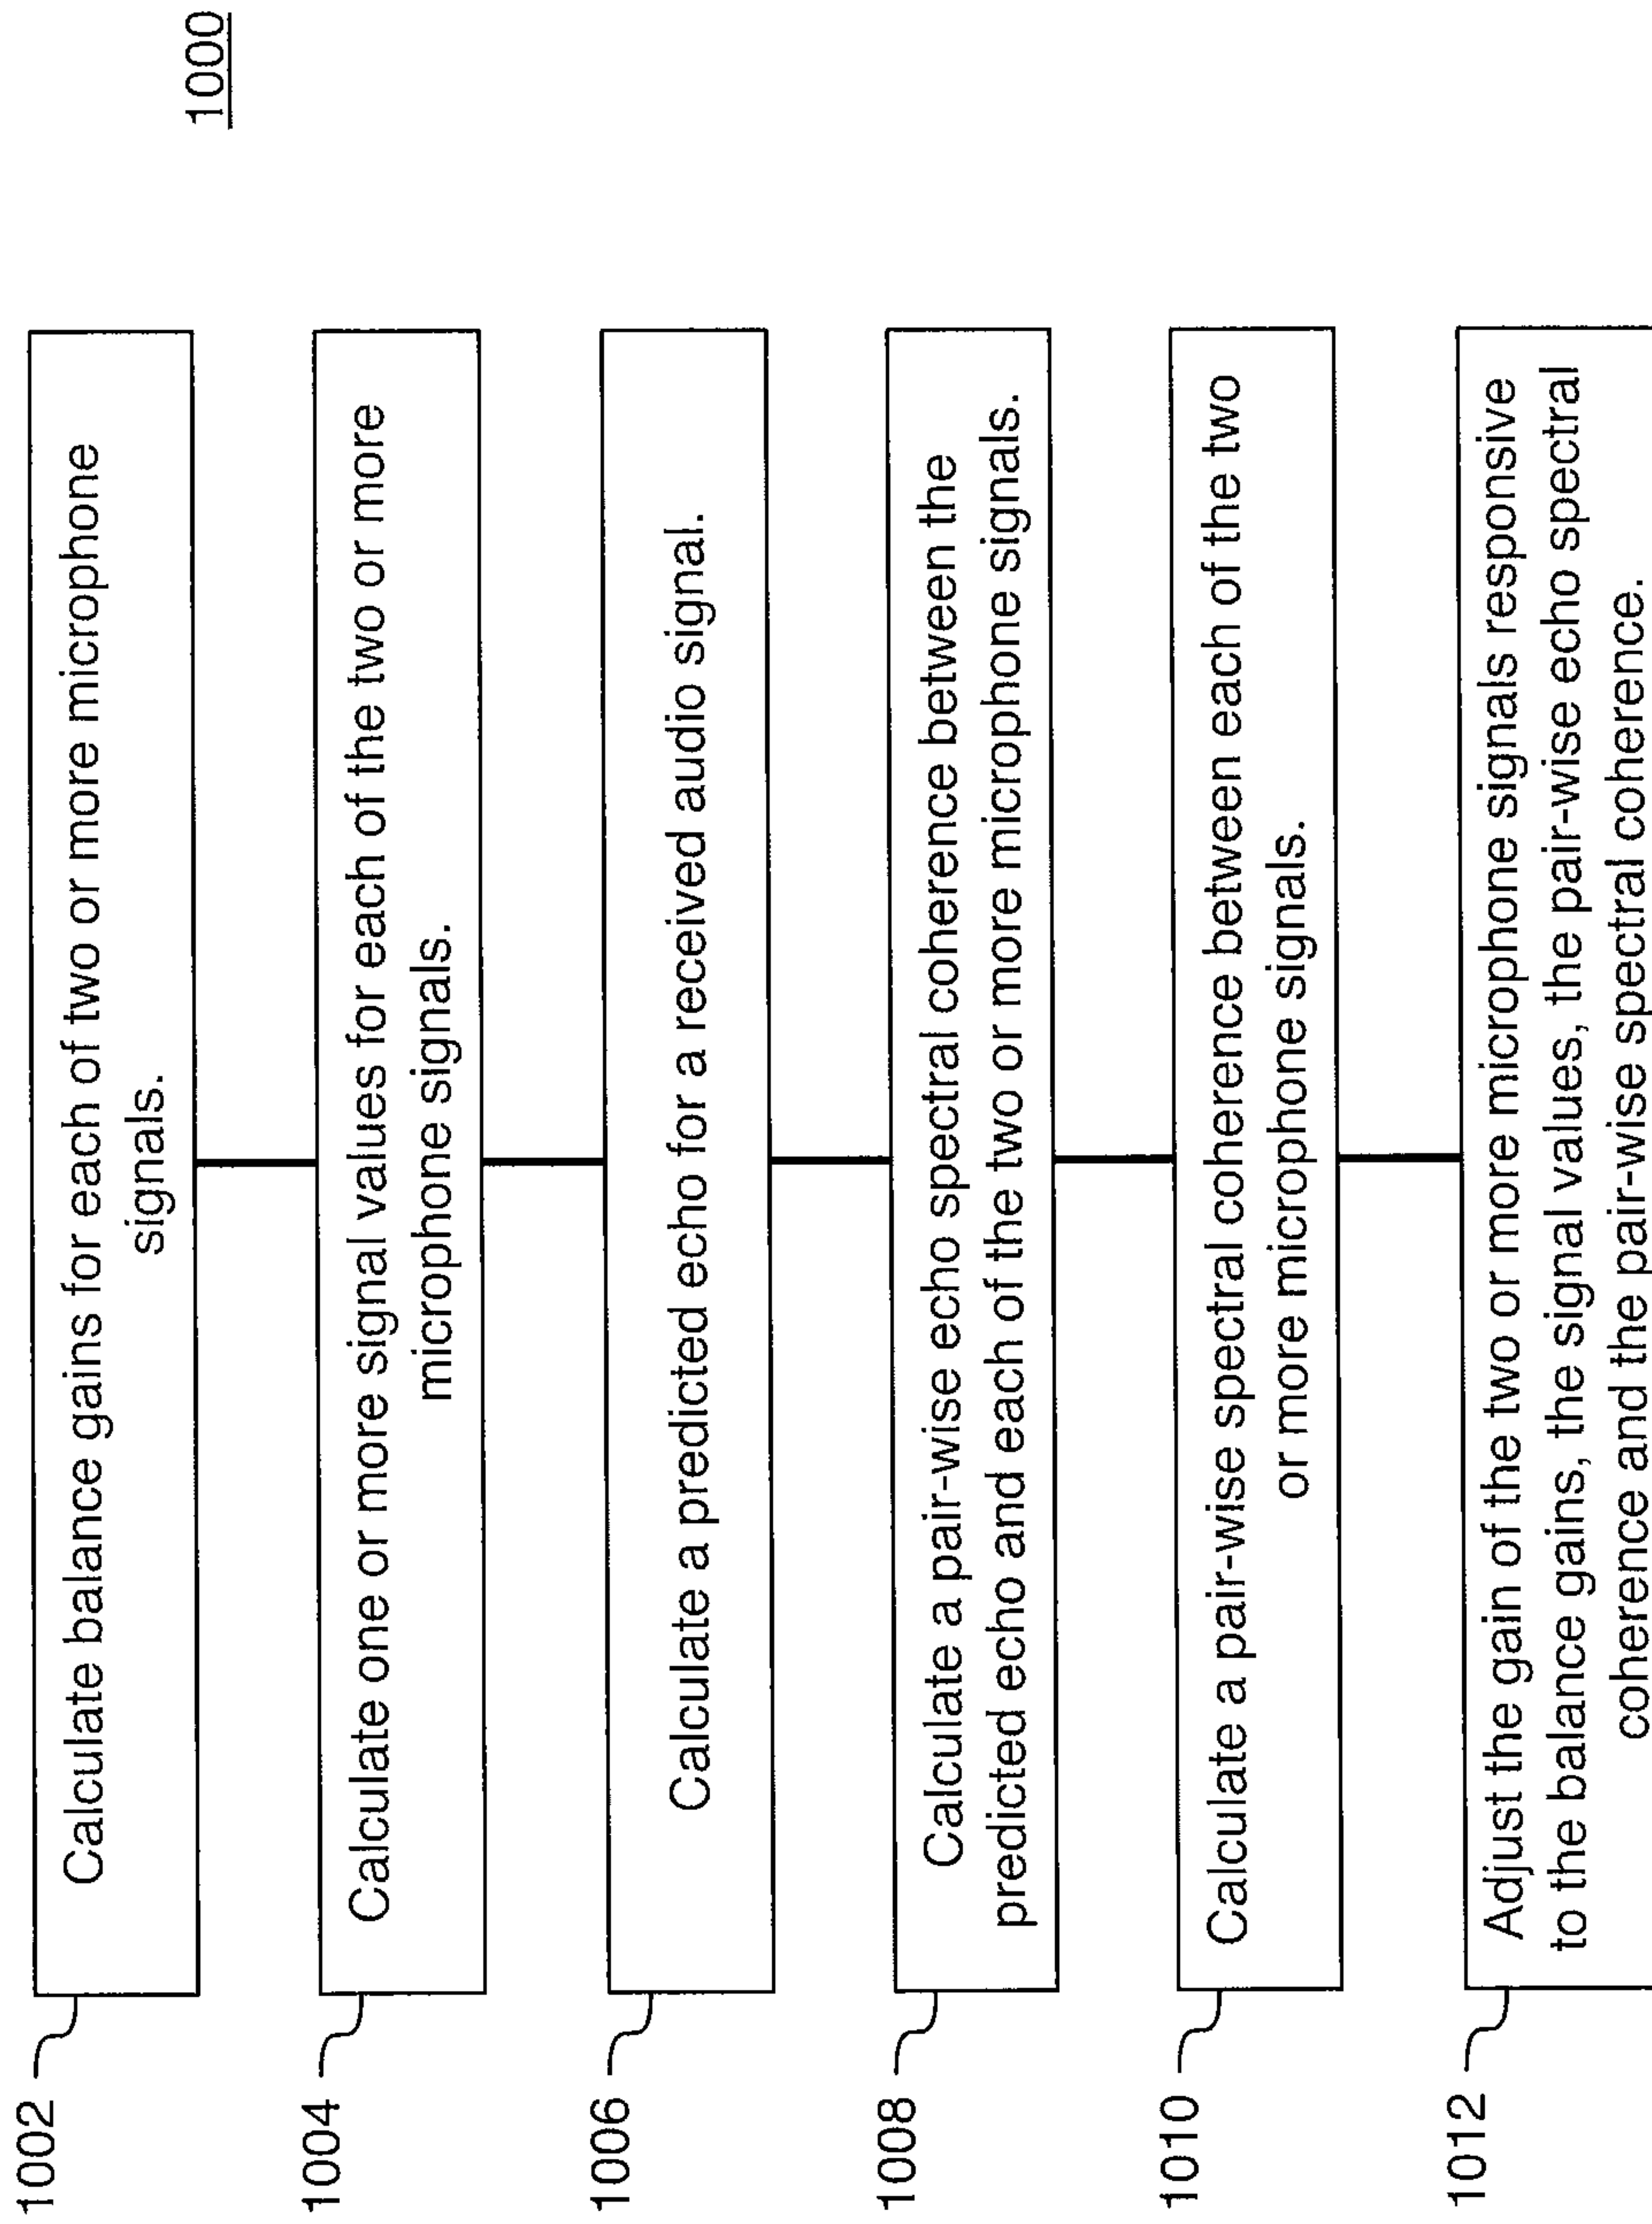 1000
1002
Calculate balance gains for each of two or more microphone
signals.
1004
Calculate one or more signal values for each of the two or more
microphone signals.
1006
Calculate a predicted echo for a received audio signal.
1008
Calculate a pair-wise echo spectral coherence between the
predicted echo and each of the two or more microphone signals.
1010
Calculate a pair-wise spectral coherence between each of the two
or more microphone signals.
1012
Adjust the gain of the two or more microphone signals responsive
to the balance gains, the signal values, the pair-wise echo spectral
coherence and the pair-wise spectral coherence.